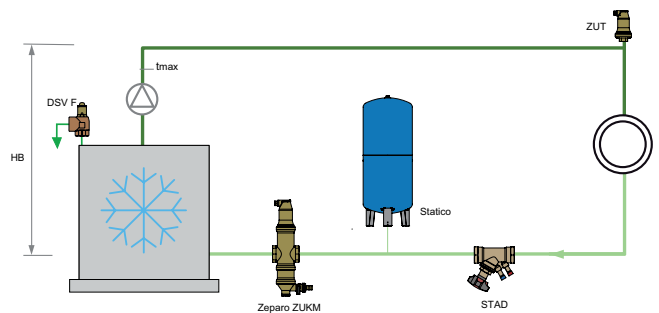 ZUT
tmax
DSV F
HB
Statico
Zeparo ZUKM
STAD